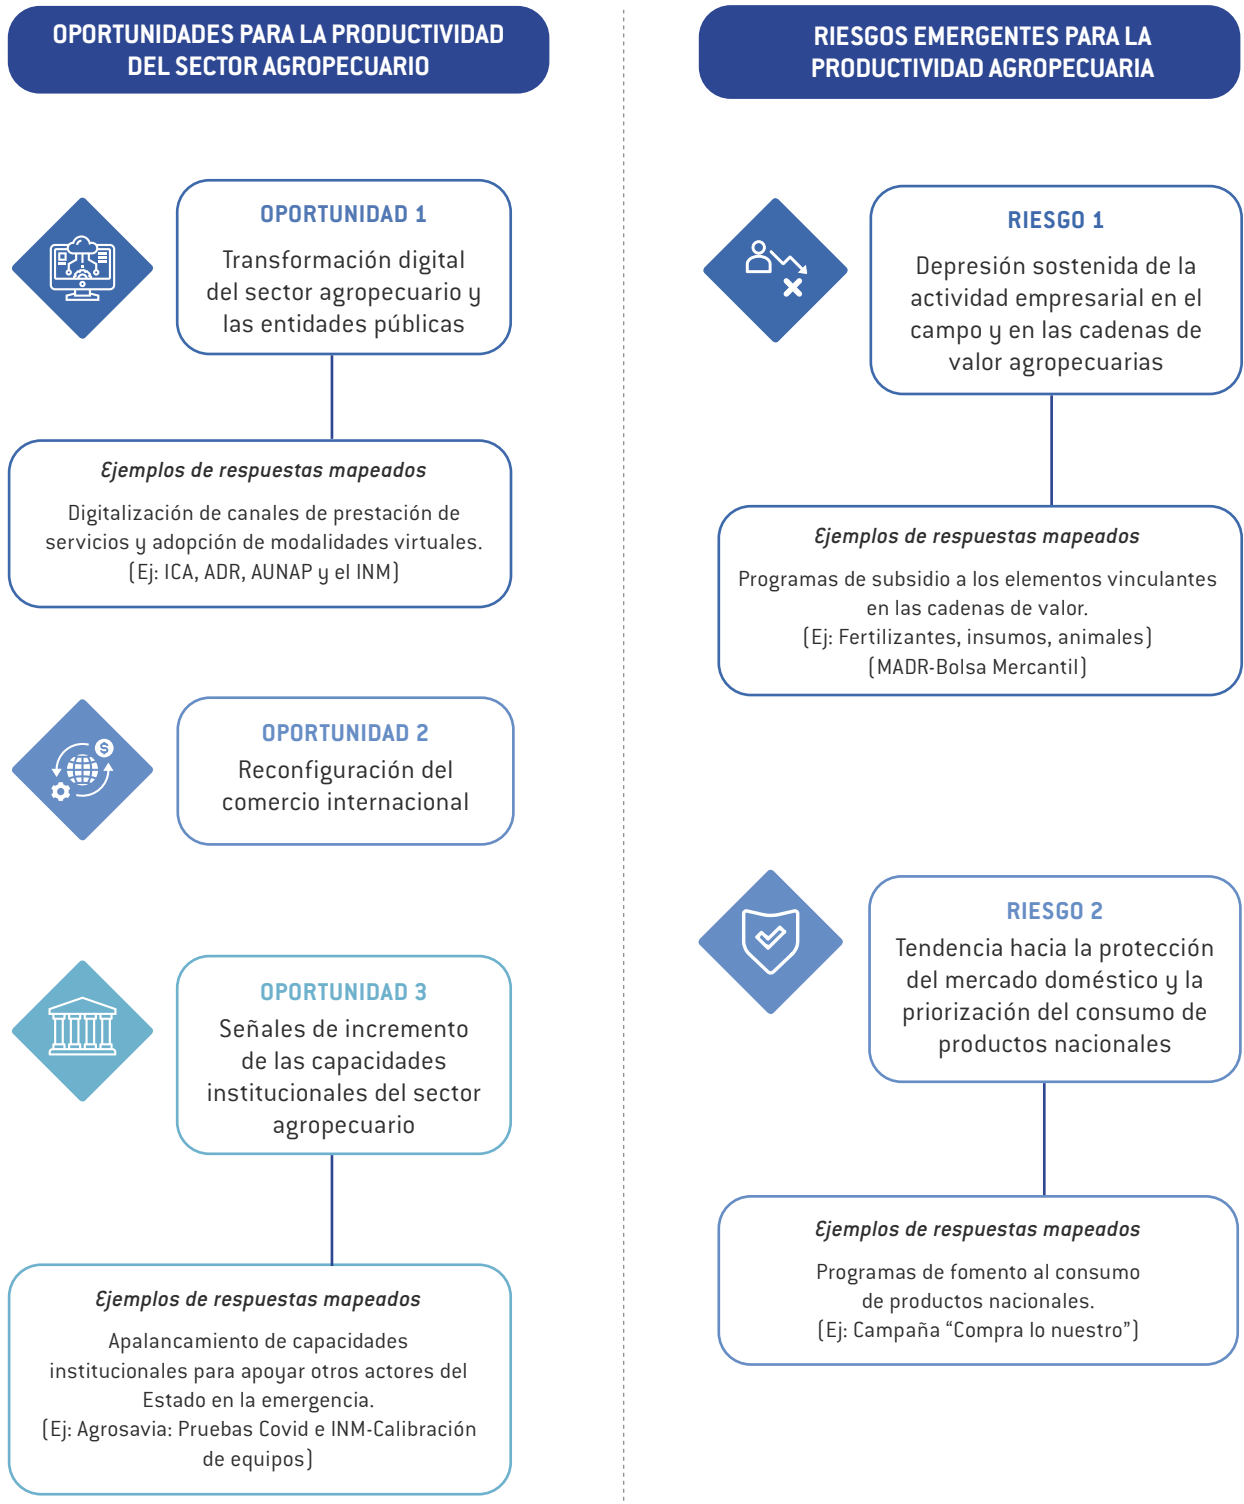 OPORTUNIDADES PARA LA PRODUCTIVIDAD
DEL SECTOR AGROPECUARIO
OPORTUNIDAD 1
Transformación digital
del sector agropecuario y
las entidades públicas
Ejemplos de respuestas mapeados
Digitalización de canales de prestación de
servicios y adopción de modalidades virtuales.
(Ej: ICA, ADR, AUNAP y el INM)
OPORTUNIDAD 2
Reconfiguración del
comercio internacional
OPORTUNIDAD 3
Señales de incremento
de las capacidades
institucionales del sector
agropecuario
Ejemplos de respuestas mapeados
Apalancamiento de capacidades
institucionales para apoyar otros actores del
Estado en la emergencia.
(Ej: Agrosavia: Pruebas Covid e INM-Calibración
de equipos)
RIESGOS EMERGENTES PARA LA
PRODUCTIVIDAD AGROPECUARIA
RIESGO 1
Depresión sostenida de la
actividad empresarial en el
campo y en las cadenas de
valor agropecuarias
Ejemplos de respuestas mapeados
Programas de subsidio a los elementos vinculantes
en las cadenas de valor.
(Ej: Fertilizantes, insumos, animales)
(MADR-Bolsa Mercantil)
RIESGO 2
Tendencia hacia la protección
del mercado doméstico y la
priorización del consumo de
productos nacionales
Ejemplos de respuestas mapeados
Programas de fomento al consumo
de productos nacionales.
(Ej: Campaña “Compra lo nuestro”)